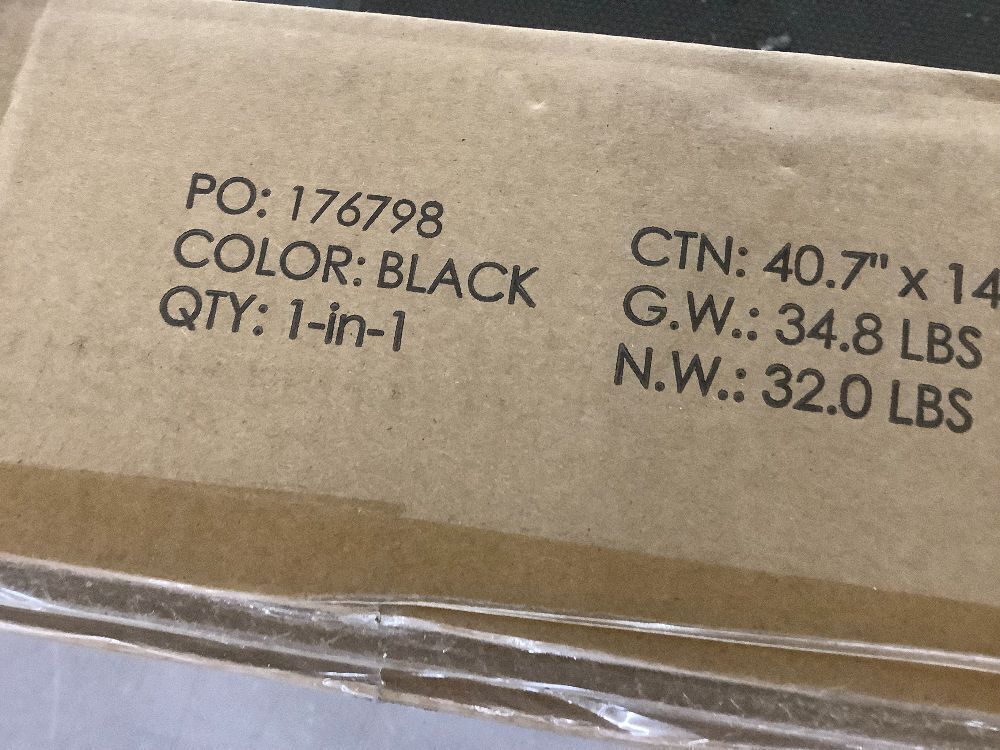 PO: 176798
COLOR: BLACK
QTY: 1-in-1
CTN: 40.7" x 14
G.W.: 34.8 LBS
N.W.: 32.0 LBS